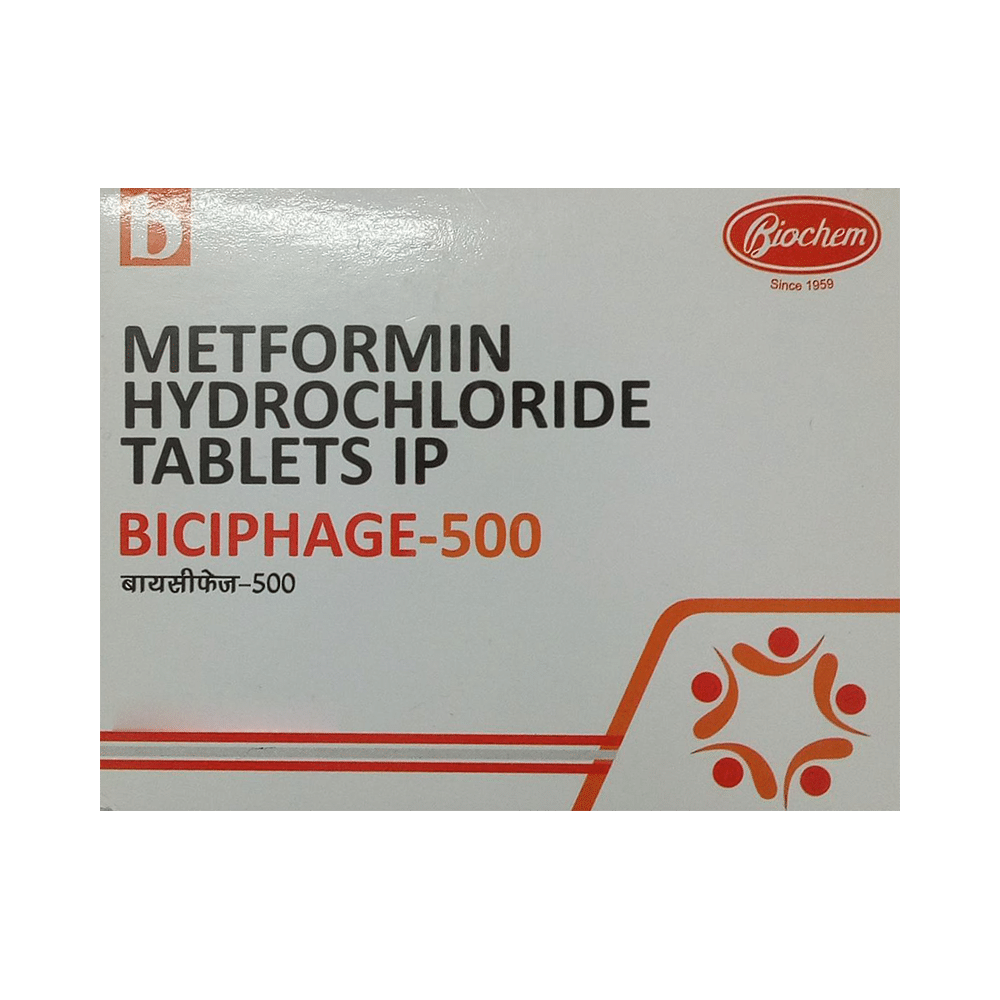 b
Biochem
Since 1959
METFORMIN
HYDROCHLORIDE
TABLETS IP
BICIPHAGE-500
बायसीफेज-500